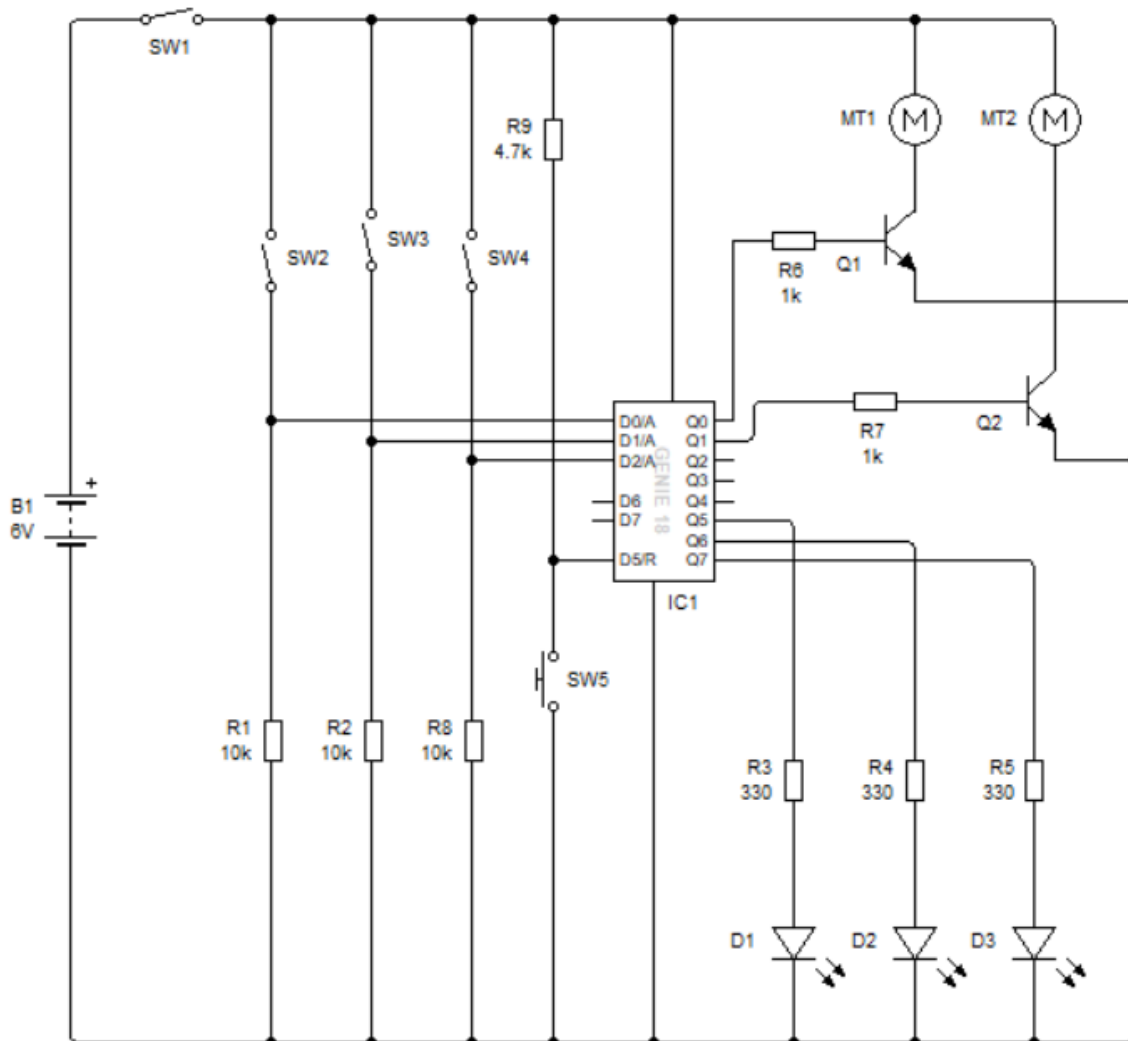 SW1
R9
4.7k
MT1
M
MT2
M
SW2
SW3
SW4
R6
1k
Q1
R7
1k
Q2
D0/A
D1/A
D2/A
D6
D7
D5/R
GENIE 18
Q0
Q1
Q2
Q3
Q4
Q5
Q6
Q7
IC1
B1
6V
+
SW5
R1
10k
R2
10k
R8
10k
R3
330
R4
330
R5
330
D1
D2
D3